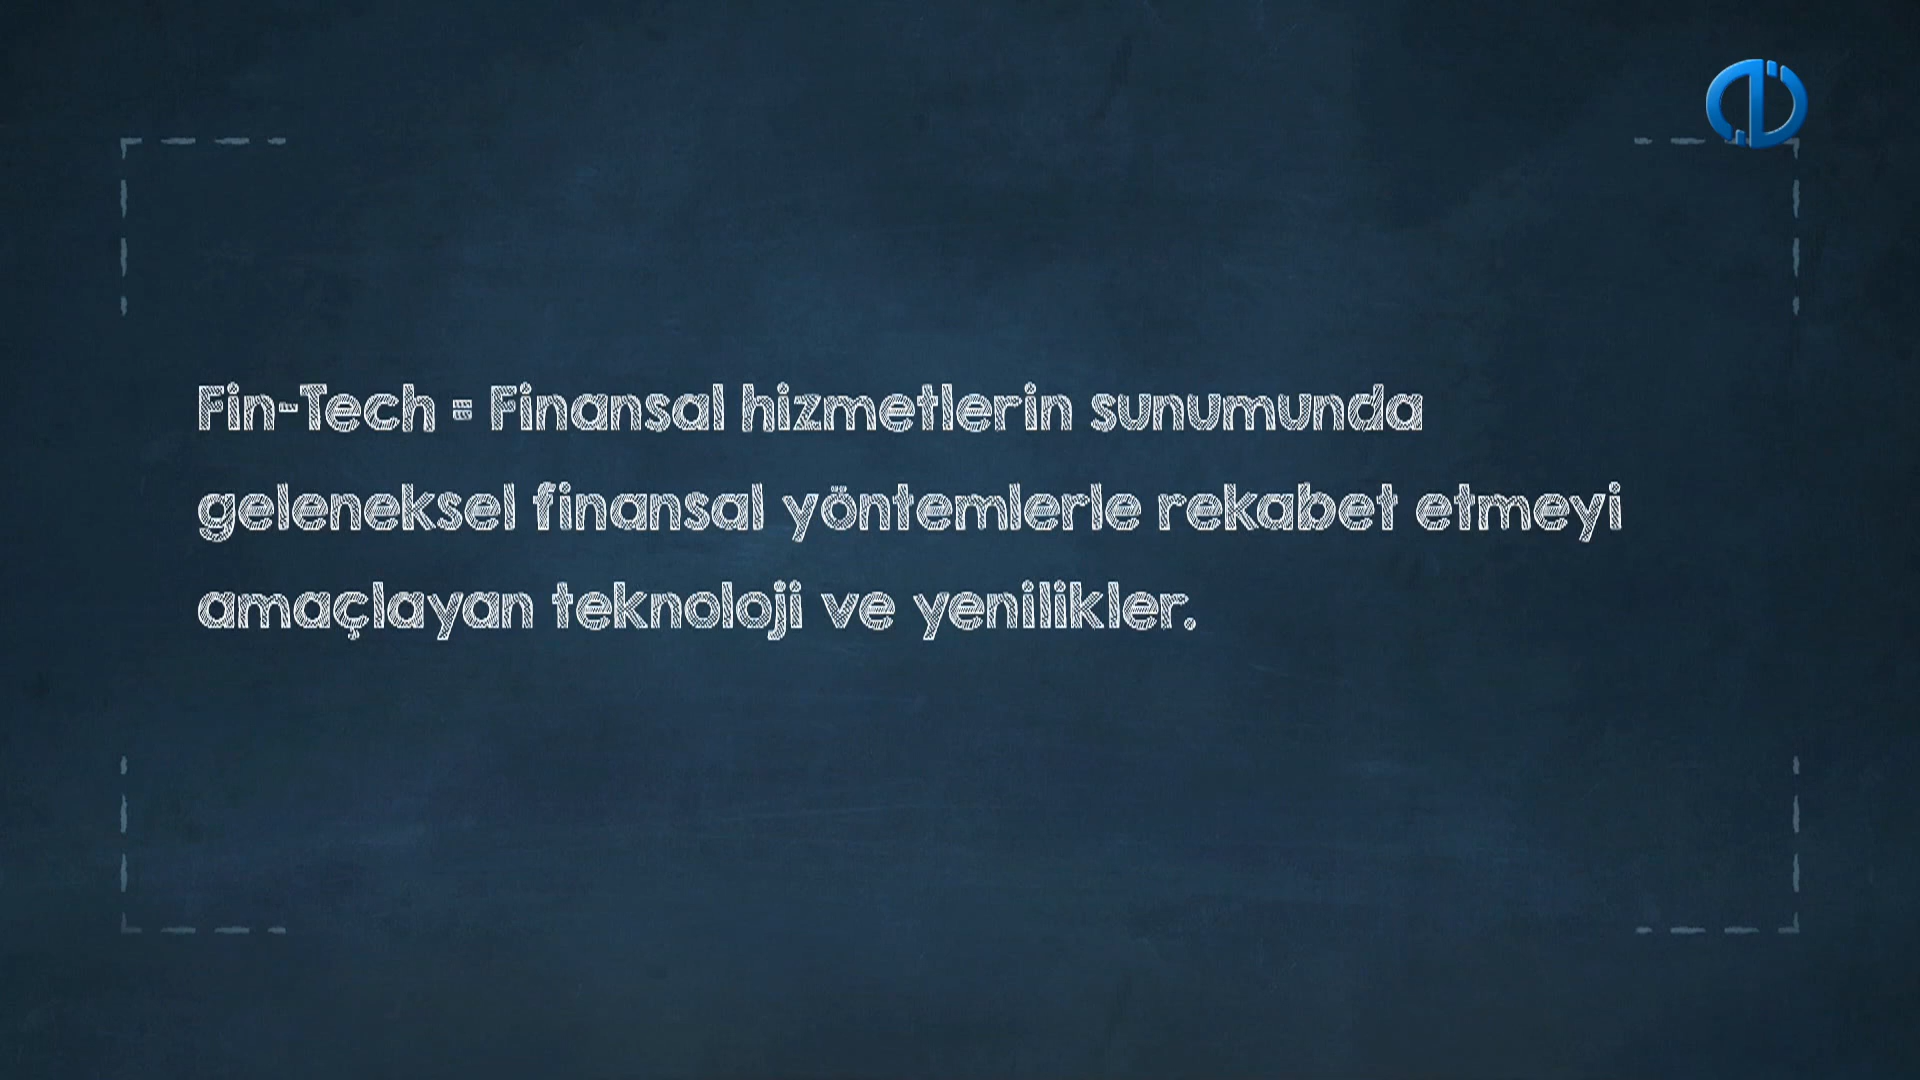 Fin-Tech = Finansal hizmetlerin sunumunda
geleneksel finansal yöntemlerle rekabet etmeyi
amaçlayan teknoloji ve yenilikler.